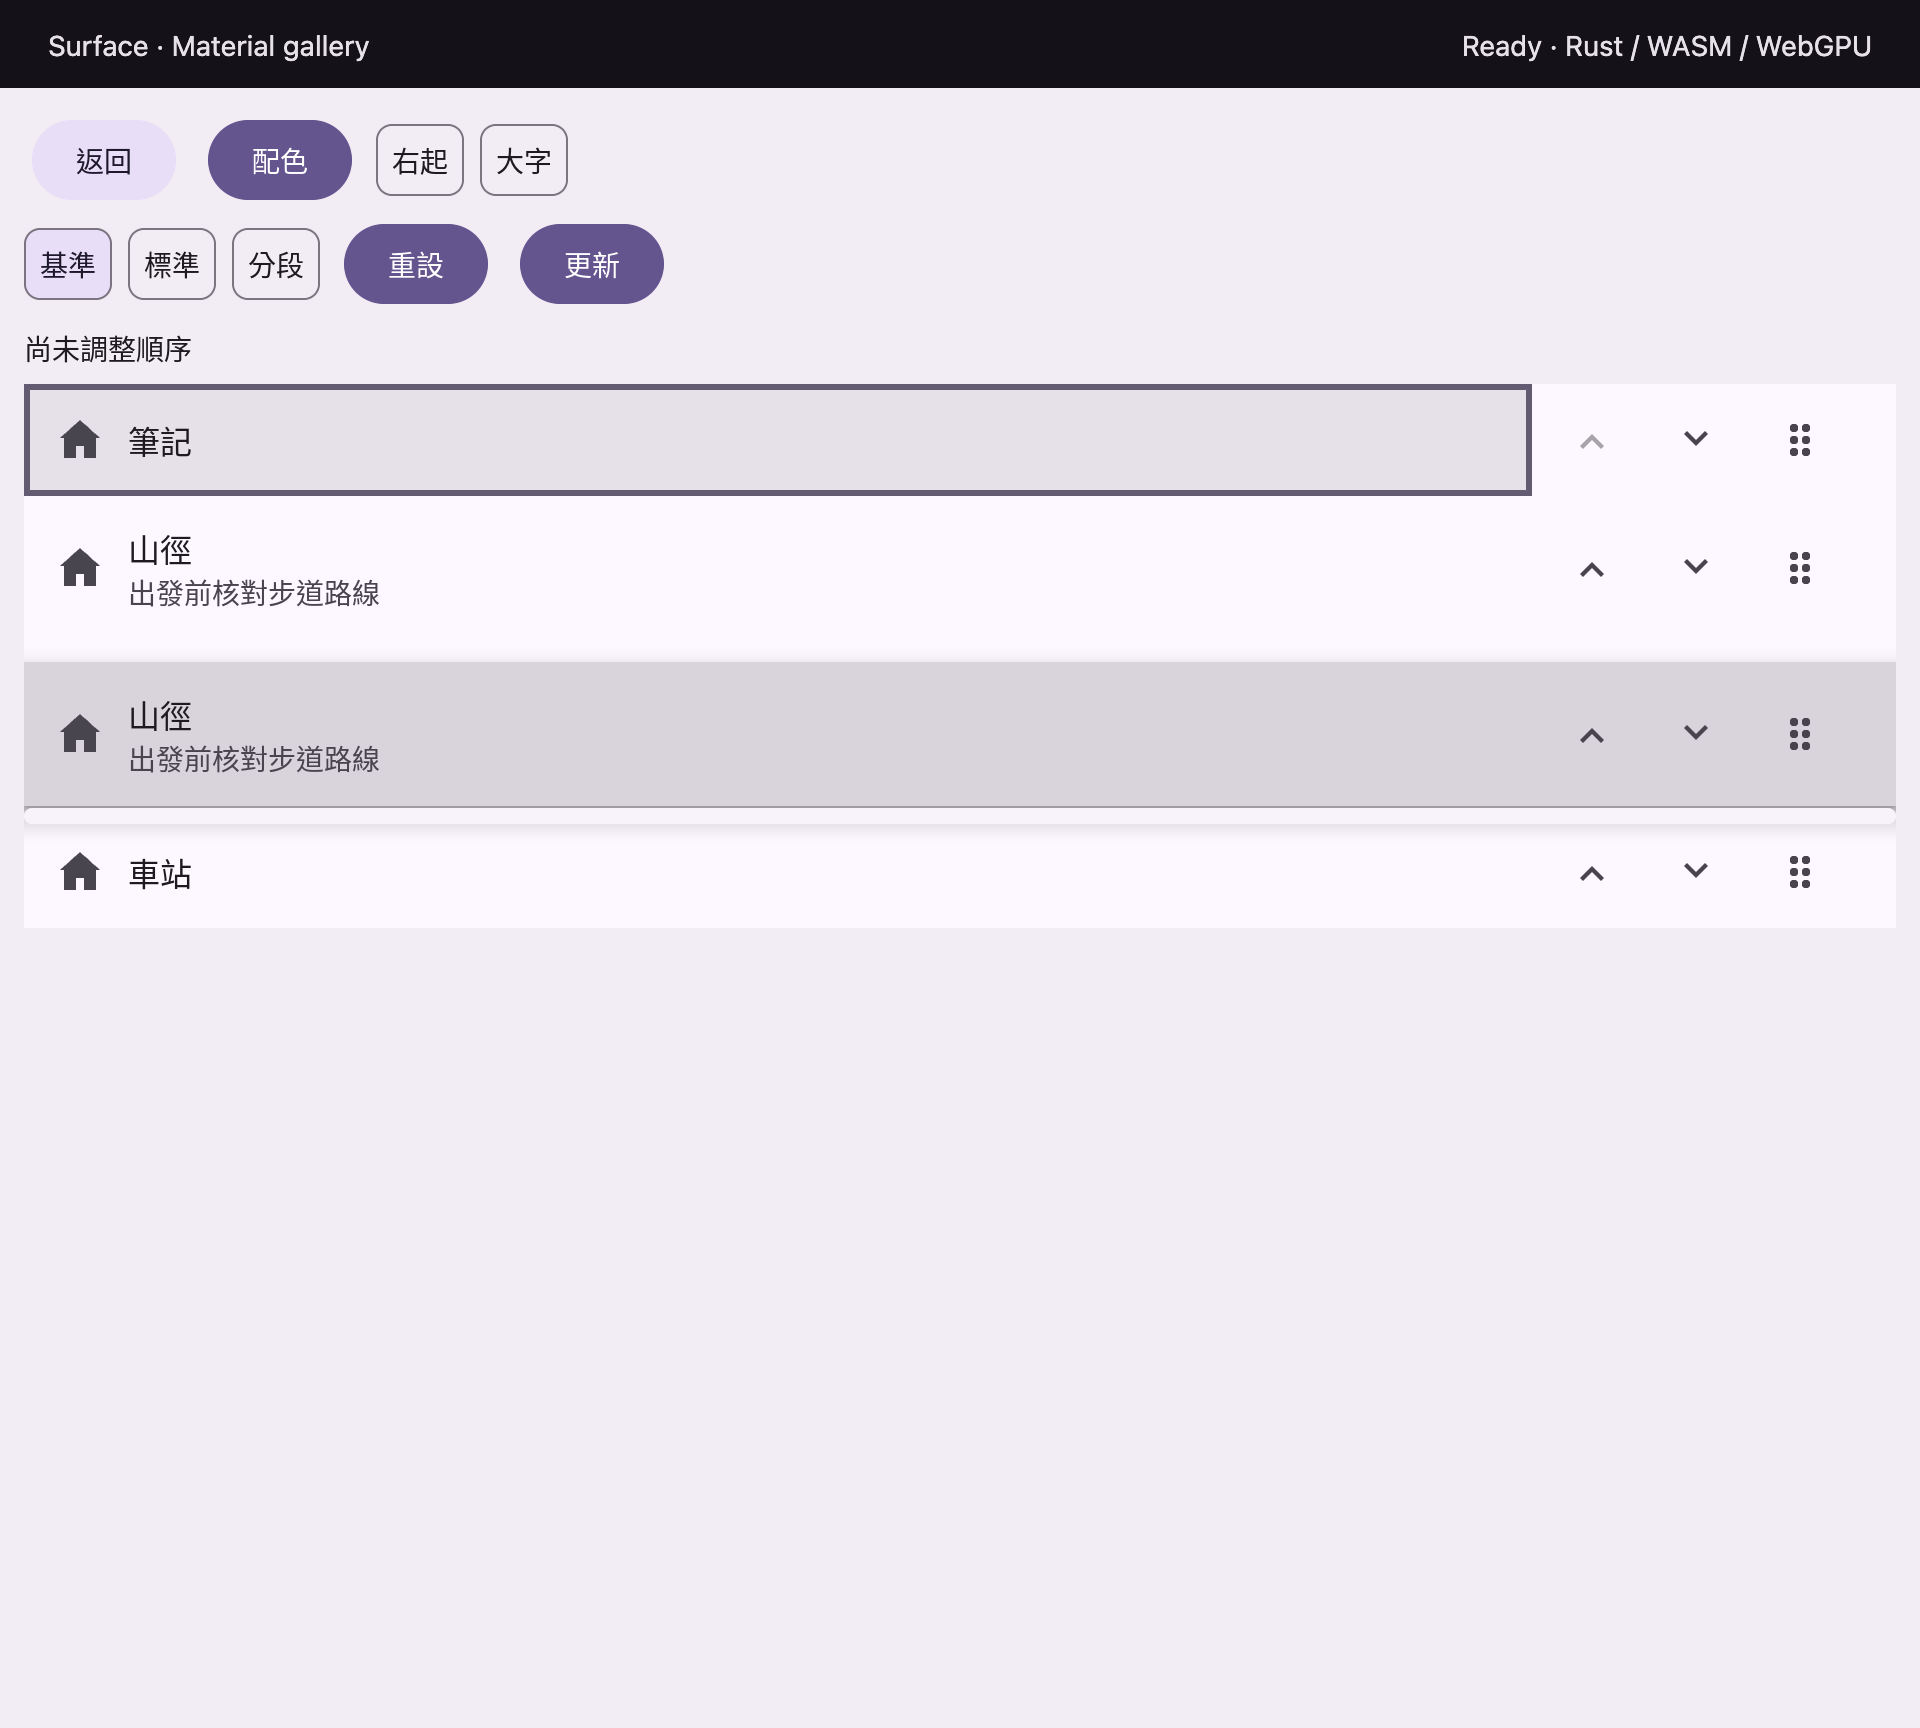 Surface · Material gallery
Ready · Rust / WASM / WebGPU
返回 配色 右起 大字
基準 標準 分段 重設 更新
尚未調整順序
筆記
山徑
出發前核對步道路線
山徑
出發前核對步道路線
車站